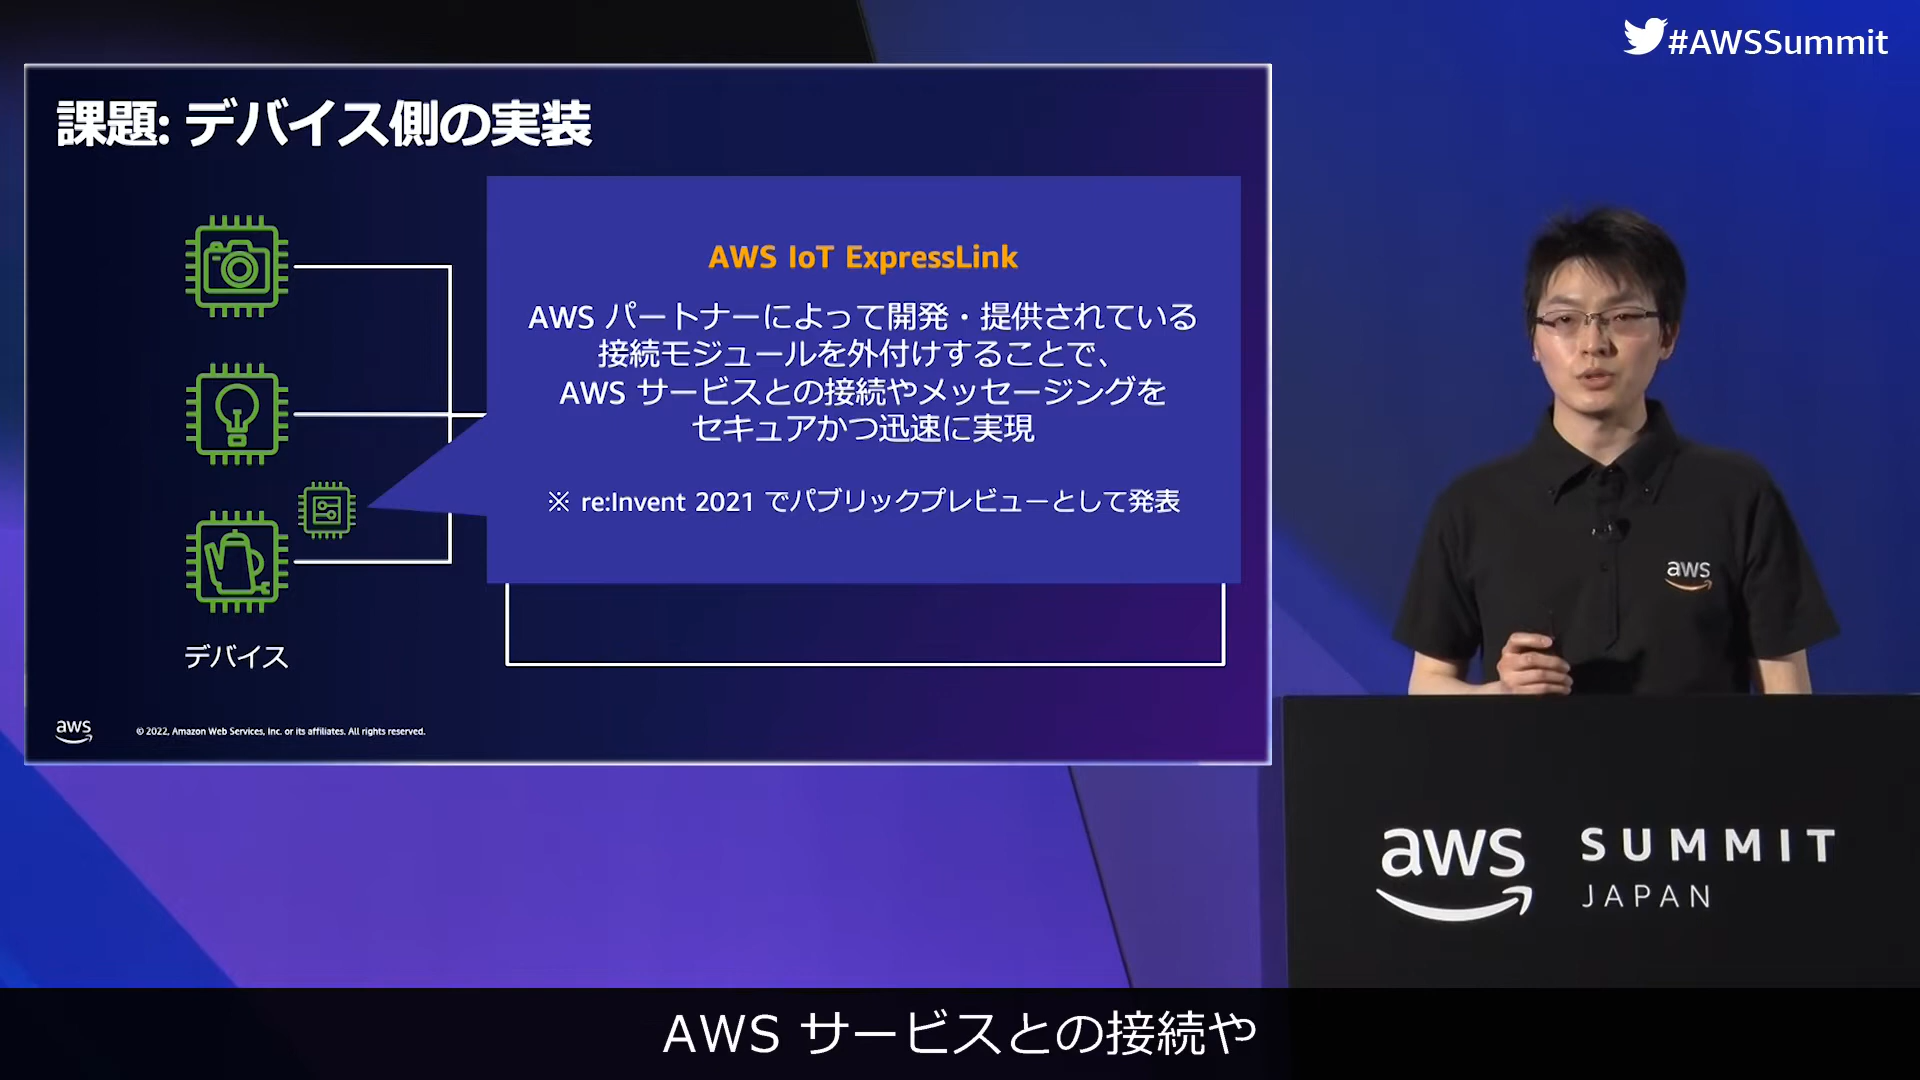 #AWSSummit
課題: デバイス側の実装
AWS IoT ExpressLink
AWS パートナーによって開発・提供されている
接続モジュールを外付けすることで、
AWS サービスとの接続やメッセージングを
セキュアかつ迅速に実現
※ re:Invent 2021 でパブリックプレビューとして発表
デバイス
aws
© 2022, Amazon Web Services, Inc. or its affiliates. All rights reserved.
aws
aws SUMMIT
JAPAN
AWS サービスとの接続や